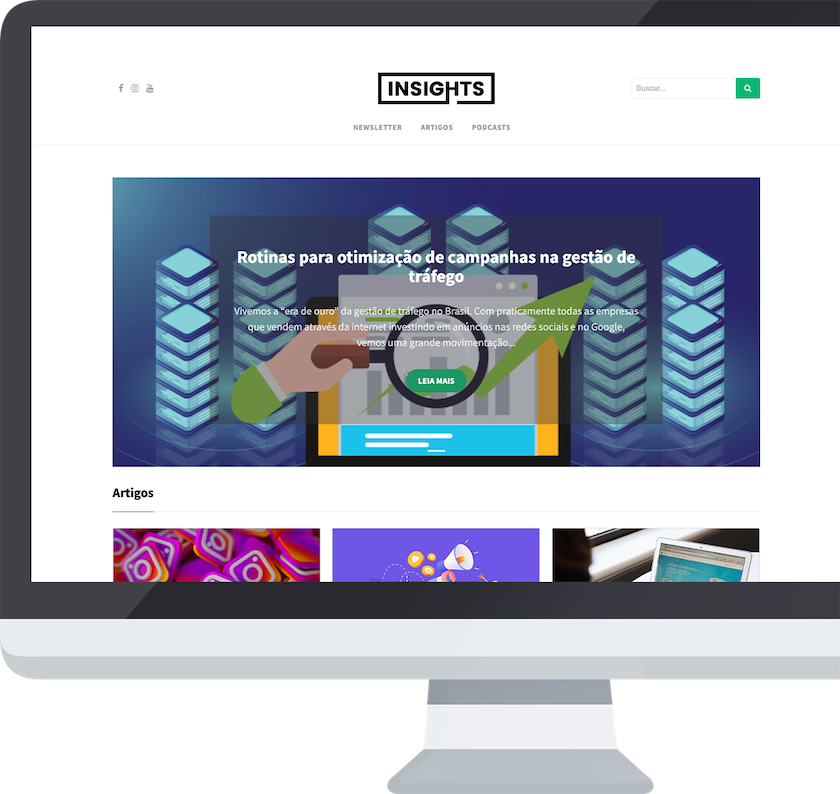 INSIGHTS
Buscar...
NEWSLETTER ARTIGOS PODCASTS
Rotinas para otimização de campanhas na gestão de
tráfego
Vivemos a "era de ouro" da gestão de tráfego no Brasil. Com praticamente todas as empresas
que vendem através da internet investindo em anúncios nas redes sociais e no Google,
vemos uma grande movimentação...
LEIA MAIS
Artigos